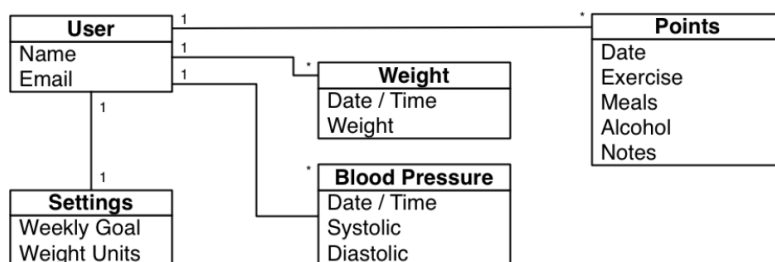 User
Name
Email
1
1
1
1
1
*
Points
Date
Exercise
Meals
Alcohol
Notes
*
Weight
Date / Time
Weight
*
Blood Pressure
Date / Time
Systolic
Diastolic
Settings
Weekly Goal
Weight Units